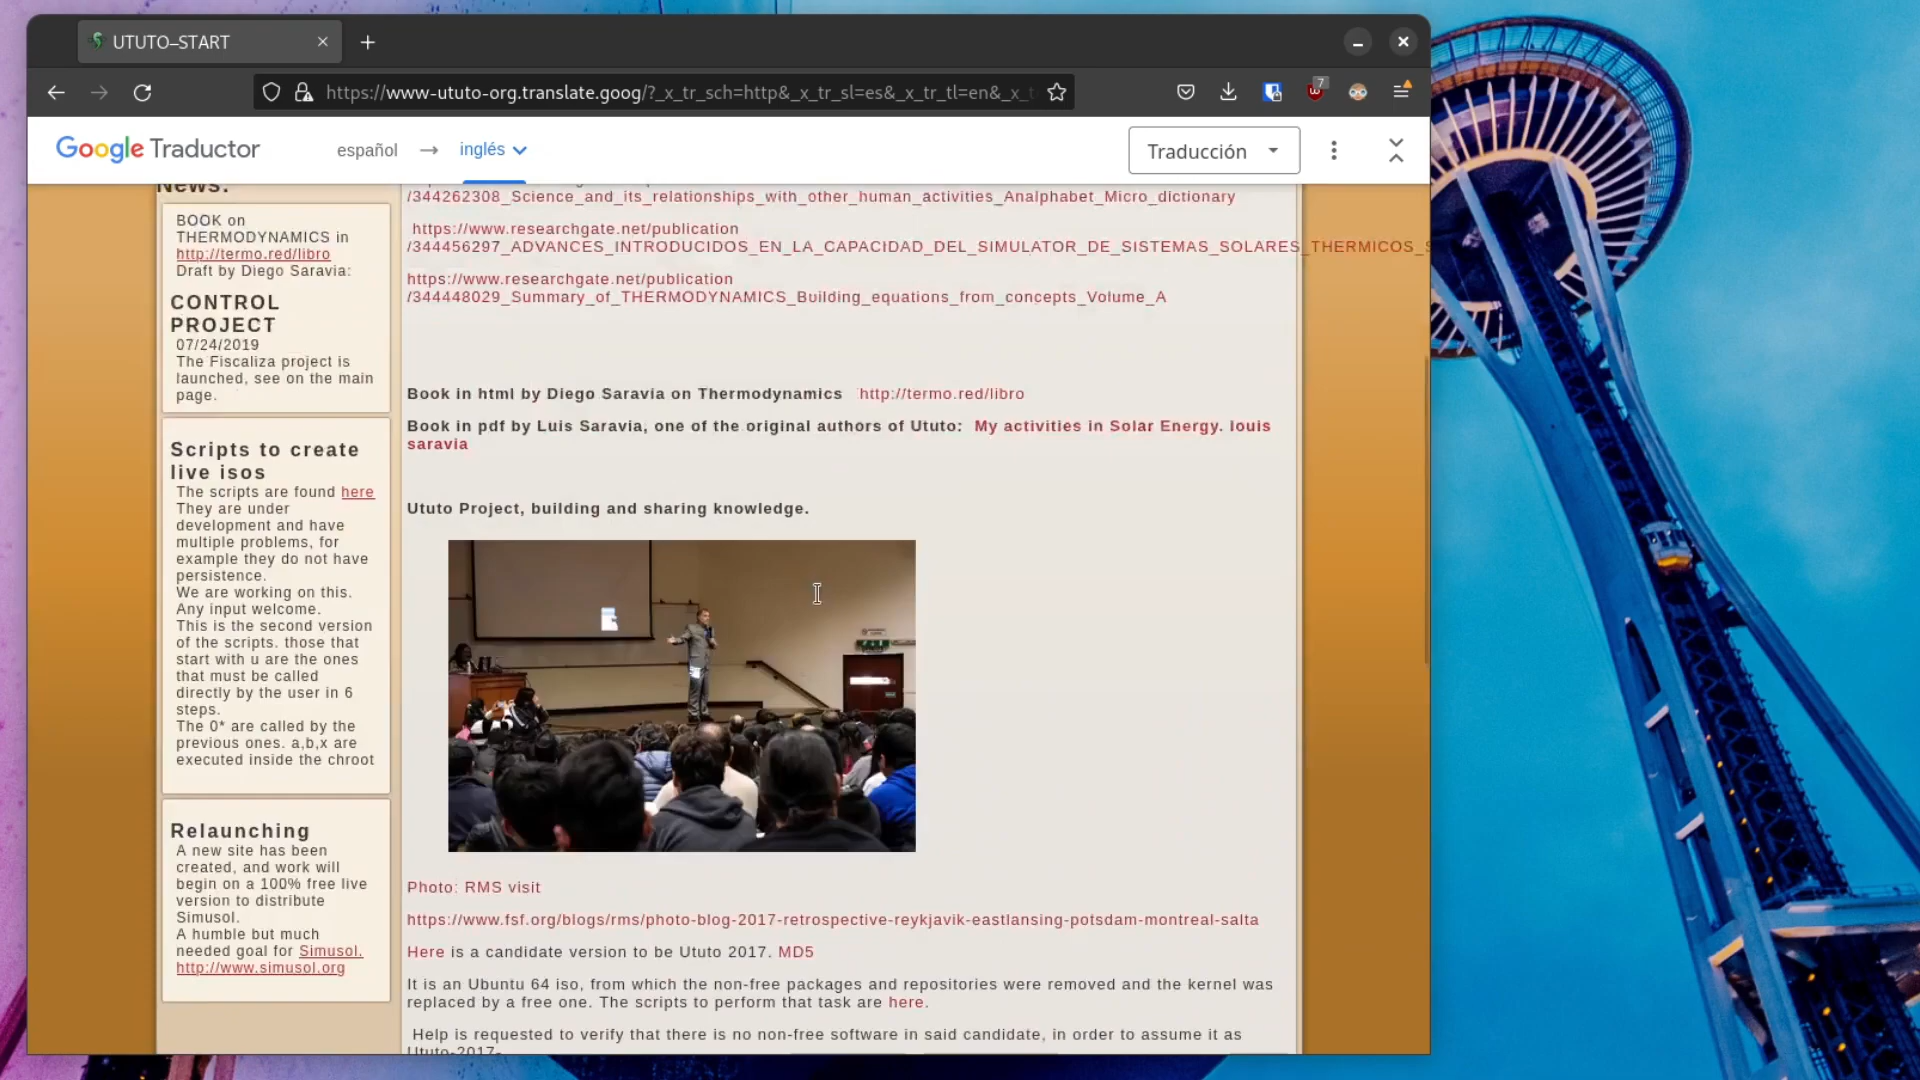 UTUTO–START
https://www-ututo-org.translate.goog/?_x_tr_sch=http&_x_tr_sl=es&_x_tr_tl=en&_x_t
7
Google Traductor
español → inglés
Traducción
News:
BOOK on
THERMODYNAMICS in
http://termo.red/libro
Draft by Diego Saravia:
CONTROL
PROJECT
07/24/2019
The Fiscaliza project is
launched, see on the main
page.
Scripts to create
live isos
The scripts are found here
They are under
development and have
multiple problems, for
example they do not have
persistence.
We are working on this.
Any input welcome.
This is the second version
of the scripts. those that
start with u are the ones
that must be called
directly by the user in 6
steps.
The 0* are called by the
previous ones. a,b,x are
executed inside the chroot
Relaunching
A new site has been
created, and work will
begin on a 100% free live
version to distribute
Simusol.
A humble but much
needed goal for Simusol.
http://www.simusol.org
/344262308_Science_and_its_relationships_with_other_human_activities_Analphabet_Micro_dictionary
https://www.researchgate.net/publication
/344456297_ADVANCES_INTRODUCIDOS_EN_LA_CAPACIDAD_DEL_SIMULATOR_DE_SISTEMAS_SOLARES_THERMICOS_S
https://www.researchgate.net/publication
/344448029_Summary_of_THERMODYNAMICS_Building_equations_from_concepts_Volume_A
Book in html by Diego Saravia on Thermodynamics http://termo.red/libro
Book in pdf by Luis Saravia, one of the original authors of Ututo: My activities in Solar Energy. louis
saravia
Ututo Project, building and sharing knowledge.
Photo: RMS visit
https://www.fsf.org/blogs/rms/photo-blog-2017-retrospective-reykjavik-eastlansing-potsdam-montreal-salta
Here is a candidate version to be Ututo 2017. MD5
It is an Ubuntu 64 iso, from which the non-free packages and repositories were removed and the kernel was
replaced by a free one. The scripts to perform that task are here.
Help is requested to verify that there is no non-free software in said candidate, in order to assume it as
Ututo-2017-